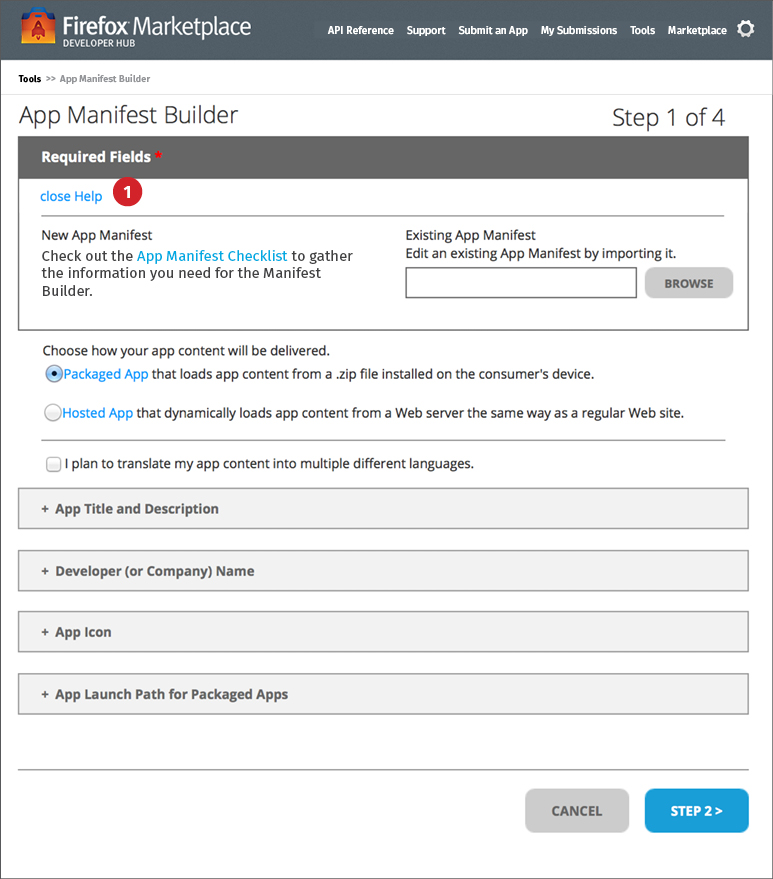 Firefox Marketplace
DEVELOPER HUB
API Reference Support Submit an App My Submissions Tools Marketplace
Tools >> App Manifest Builder
App Manifest Builder
Step 1 of 4
Required Fields *
close Help 1
New App Manifest
Check out the App Manifest Checklist to gather
the information you need for the Manifest
Builder.
Existing App Manifest
Edit an existing App Manifest by importing it.
BROWSE
Choose how your app content will be delivered.
Packaged App that loads app content from a .zip file installed on the consumer's device.
Hosted App that dynamically loads app content from a Web server the same way as a regular Web site.
I plan to translate my app content into multiple different languages.
+ App Title and Description
+ Developer (or Company) Name
+ App Icon
+ App Launch Path for Packaged Apps
CANCEL
STEP 2 >